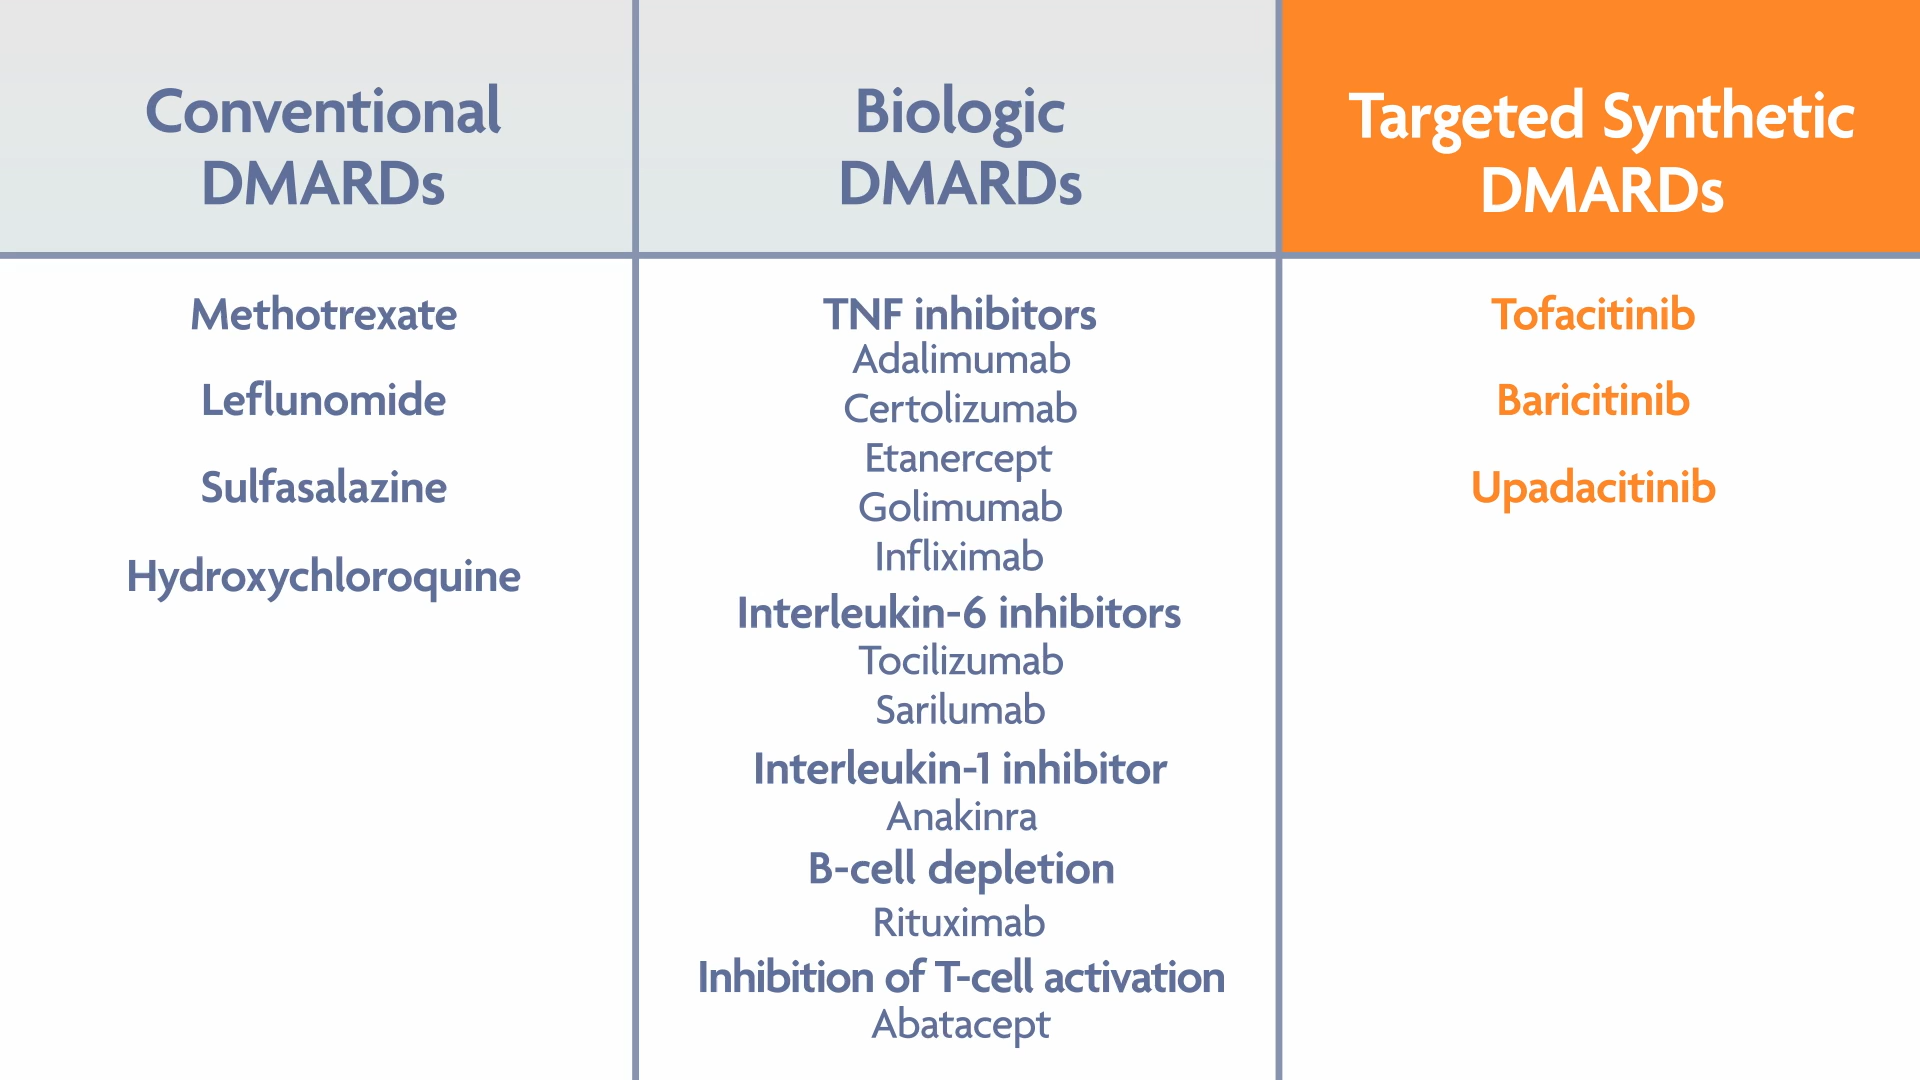 Conventional
DMARDs
Methotrexate
Leflunomide
Sulfasalazine
Hydroxychloroquine
Biologic
DMARDs
TNF inhibitors
Adalimumab
Certolizumab
Etanercept
Golimumab
Infliximab
Interleukin-6 inhibitors
Tocilizumab
Sarilumab
Interleukin-1 inhibitor
Anakinra
B-cell depletion
Rituximab
Inhibition of T-cell activation
Abatacept
Targeted Synthetic
DMARDs
Tofacitinib
Baricitinib
Upadacitinib